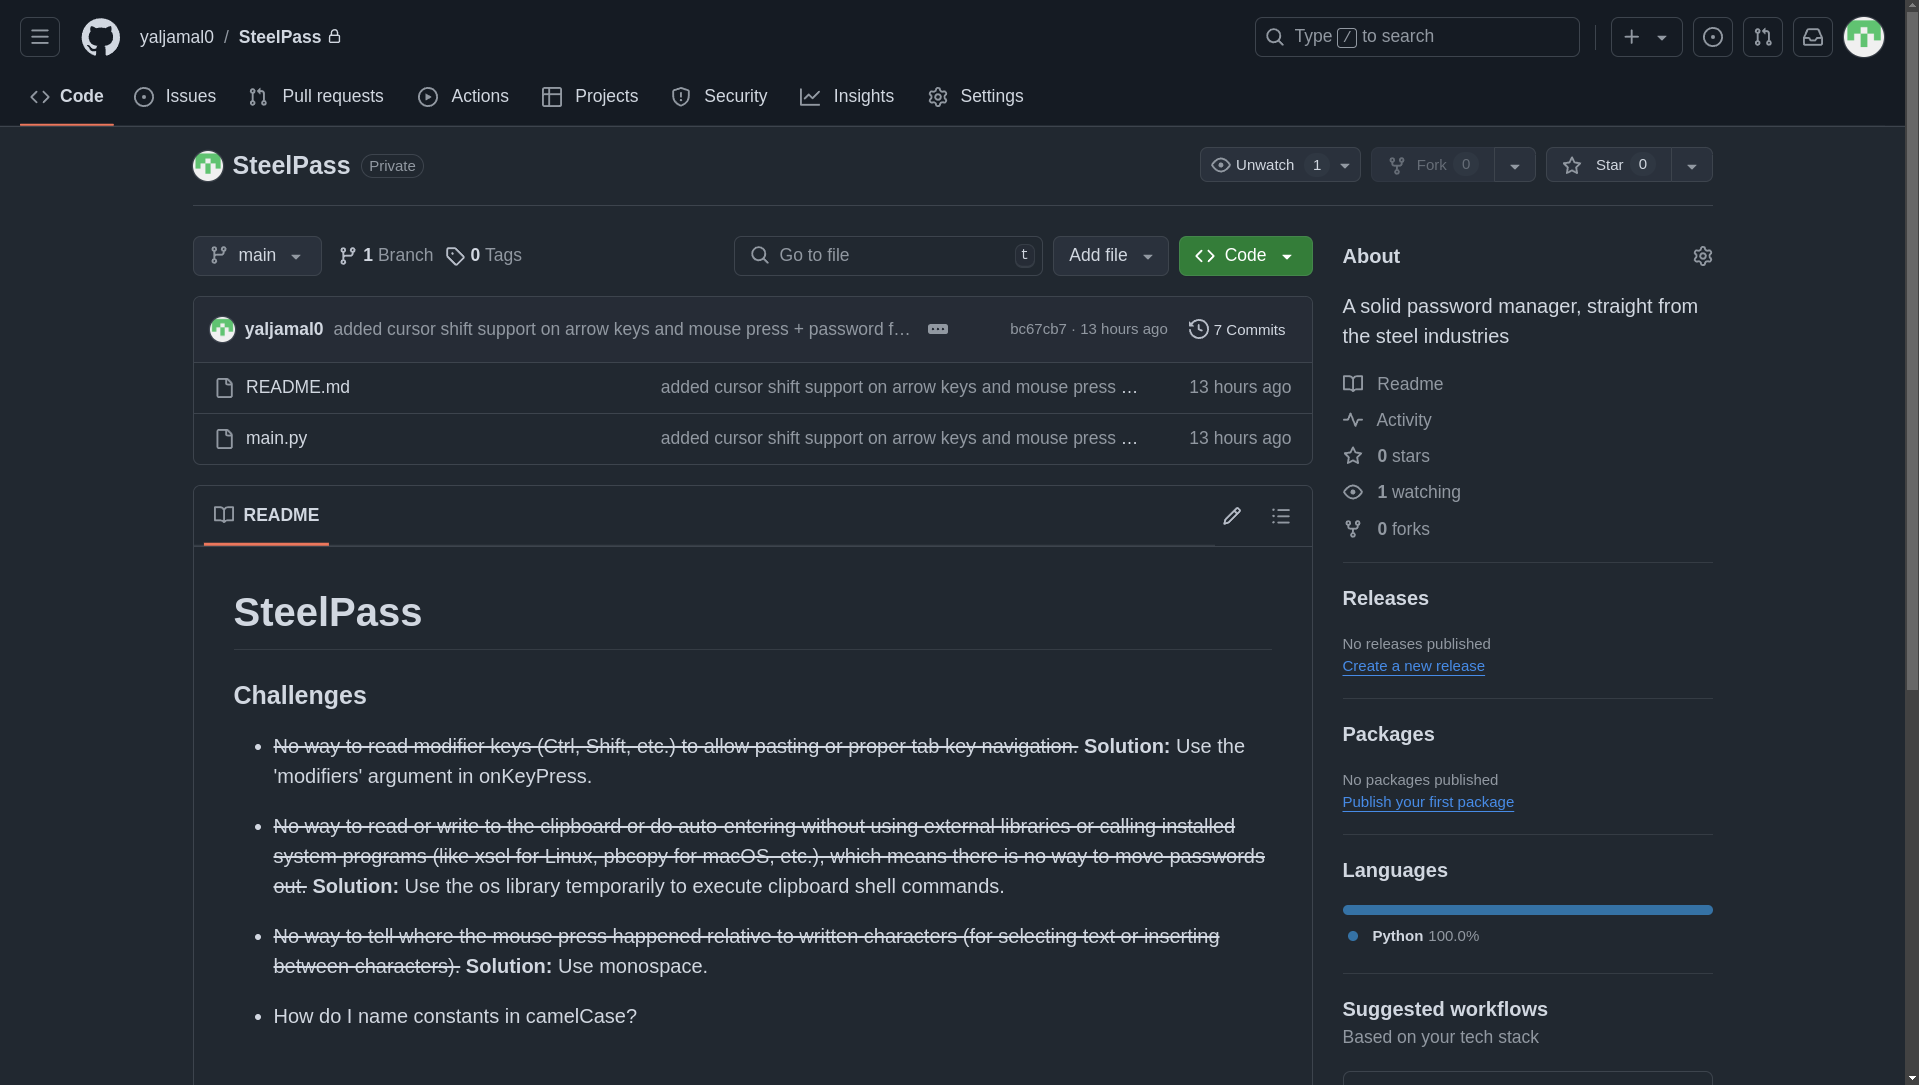 yaljamal0 / SteelPass
Type / to search
Code
Issues
Pull requests
Actions
Projects
Security
Insights
Settings
SteelPass Private
Unwatch 1
Fork 0
Star 0
main
1 Branch
0 Tags
Go to file t
Add file
Code
yaljamal0 added cursor shift support on arrow keys and mouse press + password f…
bc67cb7 · 13 hours ago
7 Commits
README.md added cursor shift support on arrow keys and mouse press … 13 hours ago
main.py added cursor shift support on arrow keys and mouse press … 13 hours ago
README
SteelPass
Challenges
• No way to read modifier keys (Ctrl, Shift, etc.) to allow pasting or proper tab key navigation. Solution: Use the
'modifiers' argument in onKeyPress.
• No way to read or write to the clipboard or do auto-entering without using external libraries or calling installed
system programs (like xsel for Linux, pbcopy for macOS, etc.), which means there is no way to move passwords
out. Solution: Use the os library temporarily to execute clipboard shell commands.
• No way to tell where the mouse press happened relative to written characters (for selecting text or inserting
between characters). Solution: Use monospace.
• How do I name constants in camelCase?
About
A solid password manager, straight from
the steel industries
Readme
Activity
0 stars
1 watching
0 forks
Releases
No releases published
Create a new release
Packages
No packages published
Publish your first package
Languages
Python 100.0%
Suggested workflows
Based on your tech stack